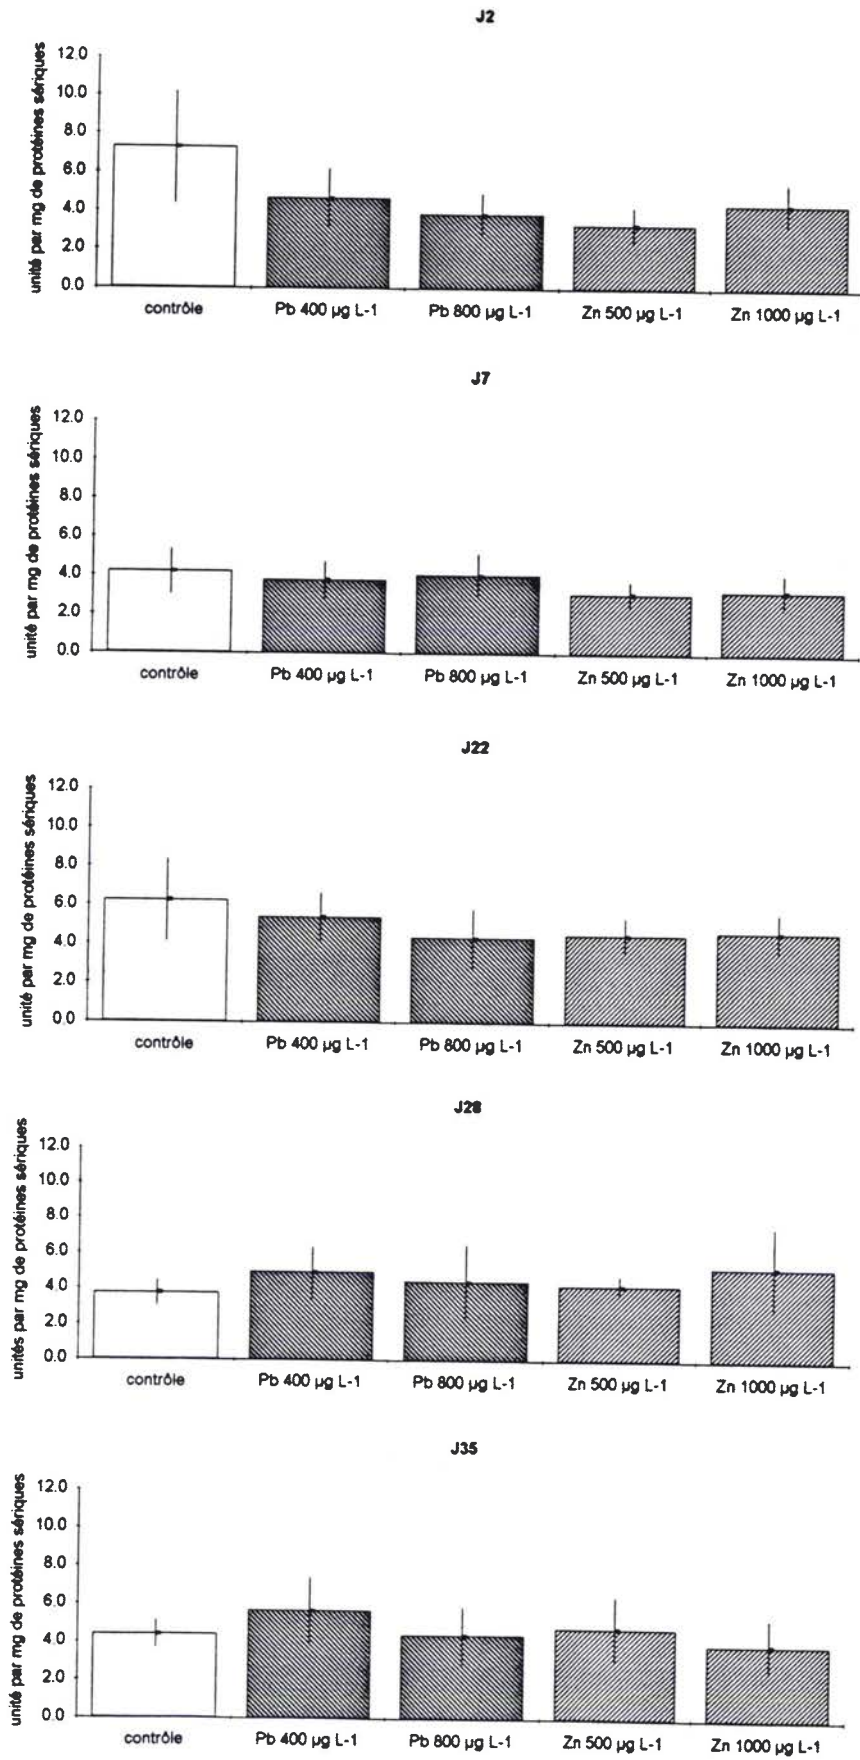 J2
unité par mg de protéines sériques
12.0
10.0
8.0
6.0
4.0
2.0
0.0
contrôle
Pb 400 µg L-1
Pb 800 µg L-1
Zn 500 µg L-1
Zn 1000 µg L-1
J7
unité par mg de protéines sériques
12.0
10.0
8.0
6.0
4.0
2.0
0.0
contrôle
Pb 400 µg L-1
Pb 800 µg L-1
Zn 500 µg L-1
Zn 1000 µg L-1
J22
unité par mg de protéines sériques
12.0
10.0
8.0
6.0
4.0
2.0
0.0
contrôle
Pb 400 µg L-1
Pb 800 µg L-1
Zn 500 µg L-1
Zn 1000 µg L-1
J28
unités par mg de protéines sériques
12.0
10.0
8.0
6.0
4.0
2.0
0.0
contrôle
Pb 400 µg L-1
Pb 800 µg L-1
Zn 500 µg L-1
Zn 1000 µg L-1
J35
unité par mg de protéines sériques
12.0
10.0
8.0
6.0
4.0
2.0
0.0
contrôle
Pb 400 µg L-1
Pb 800 µg L-1
Zn 500 µg L-1
Zn 1000 µg L-1